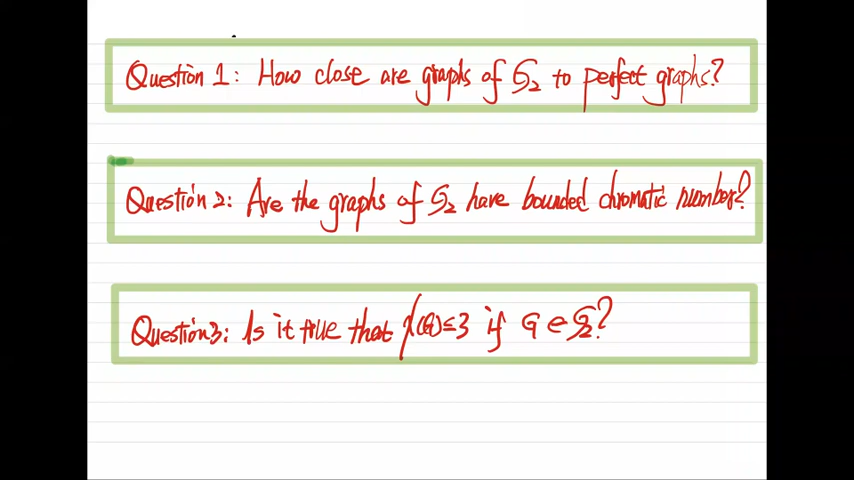 Question 1: How close are graphs of 𝒢₂ to perfect graphs?
Question 2: Are the graphs of 𝒢₂ have bounded chromatic number?
Question 3: Is it true that χ(G)≤3 if G ∈ 𝒢₂?